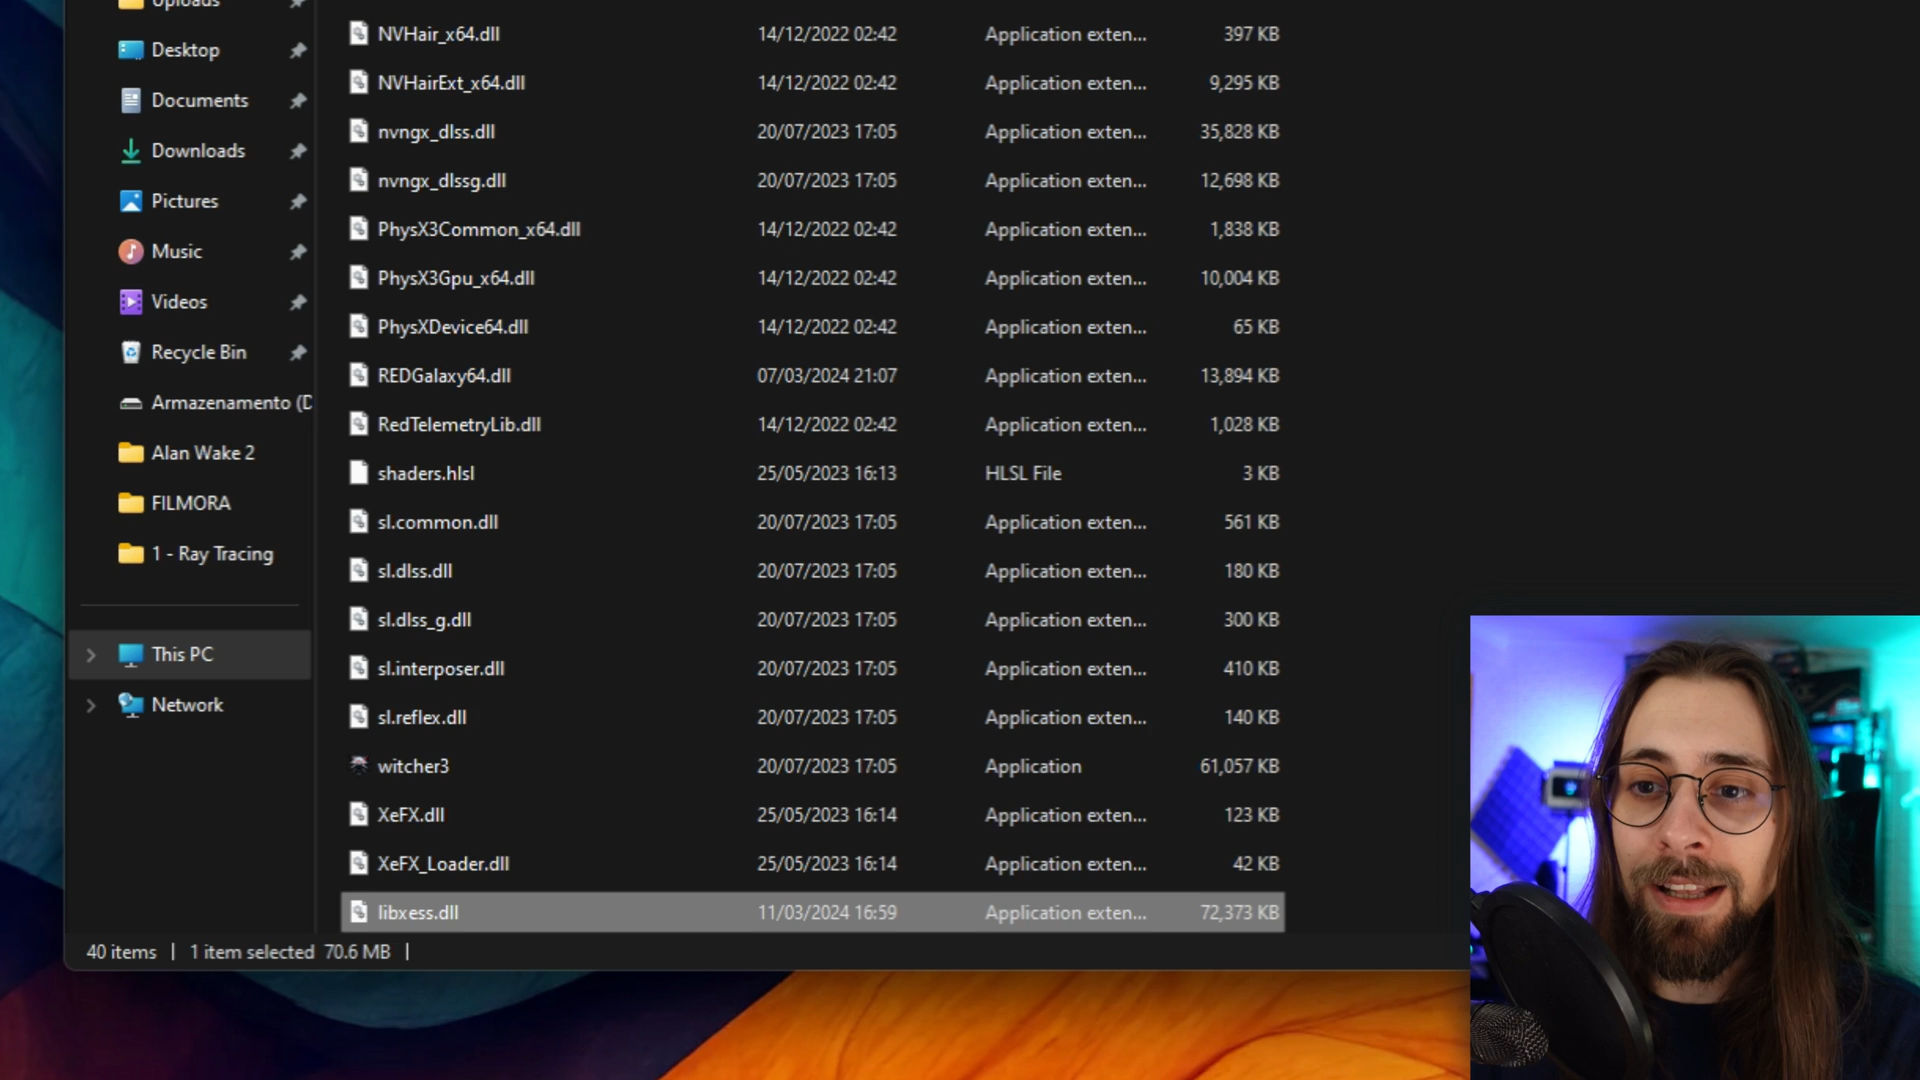 Uploads
Desktop
Documents
Downloads
Pictures
Music
Videos
Recycle Bin
Armazenamento (D
Alan Wake 2
FILMORA
1 - Ray Tracing
This PC
Network
NVHair_x64.dll 14/12/2022 02:42 Application exten... 397 KB
NVHairExt_x64.dll 14/12/2022 02:42 Application exten... 9,295 KB
nvngx_dlss.dll 20/07/2023 17:05 Application exten... 35,828 KB
nvngx_dlssg.dll 20/07/2023 17:05 Application exten... 12,698 KB
PhysX3Common_x64.dll 14/12/2022 02:42 Application exten... 1,838 KB
PhysX3Gpu_x64.dll 14/12/2022 02:42 Application exten... 10,004 KB
PhysXDevice64.dll 14/12/2022 02:42 Application exten... 65 KB
REDGalaxy64.dll 07/03/2024 21:07 Application exten... 13,894 KB
RedTelemetryLib.dll 14/12/2022 02:42 Application exten... 1,028 KB
shaders.hlsl 25/05/2023 16:13 HLSL File 3 KB
sl.common.dll 20/07/2023 17:05 Application exten... 561 KB
sl.dlss.dll 20/07/2023 17:05 Application exten... 180 KB
sl.dlss_g.dll 20/07/2023 17:05 Application exten... 300 KB
sl.interposer.dll 20/07/2023 17:05 Application exten... 410 KB
sl.reflex.dll 20/07/2023 17:05 Application exten... 140 KB
witcher3 20/07/2023 17:05 Application 61,057 KB
XeFX.dll 25/05/2023 16:14 Application exten... 123 KB
XeFX_Loader.dll 25/05/2023 16:14 Application exten... 42 KB
libxess.dll 11/03/2024 16:59 Application exten... 72,373 KB
40 items | 1 item selected 70.6 MB |